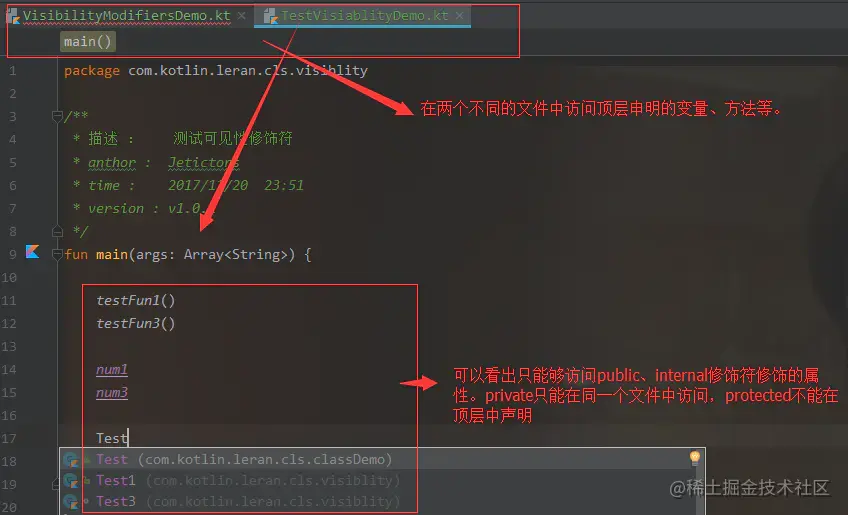 VisibilityModifiersDemo.kt × TestVisiablityDemo.kt ×
main()
1 package com.kotlin.leran.cls.visiblity
2
3 /**
4 * 描述 : 测试可见性修饰符
5 * anthor : Jetictors
6 * time : 2017/11/20 23:51
7 * version : v1.0.
8 */
9 fun main(args: Array<String>) {
10
11 testFun1()
12 testFun3()
13
14 num1
15 num3
16
17 Test
18 Test (com.kotlin.leran.cls.classDemo)
19 Test1 (com.kotlin.leran.cls.visiblity)
20 Test3 (com.kotlin.leran.cls.visiblity)
在两个不同的文件中访问顶层申明的变量、方法等。
可以看出只能够访问public、internal修饰符修饰的属
性。private只能在同一个文件中访问，protected不能在
顶层中声明
@稀土掘金技术社区